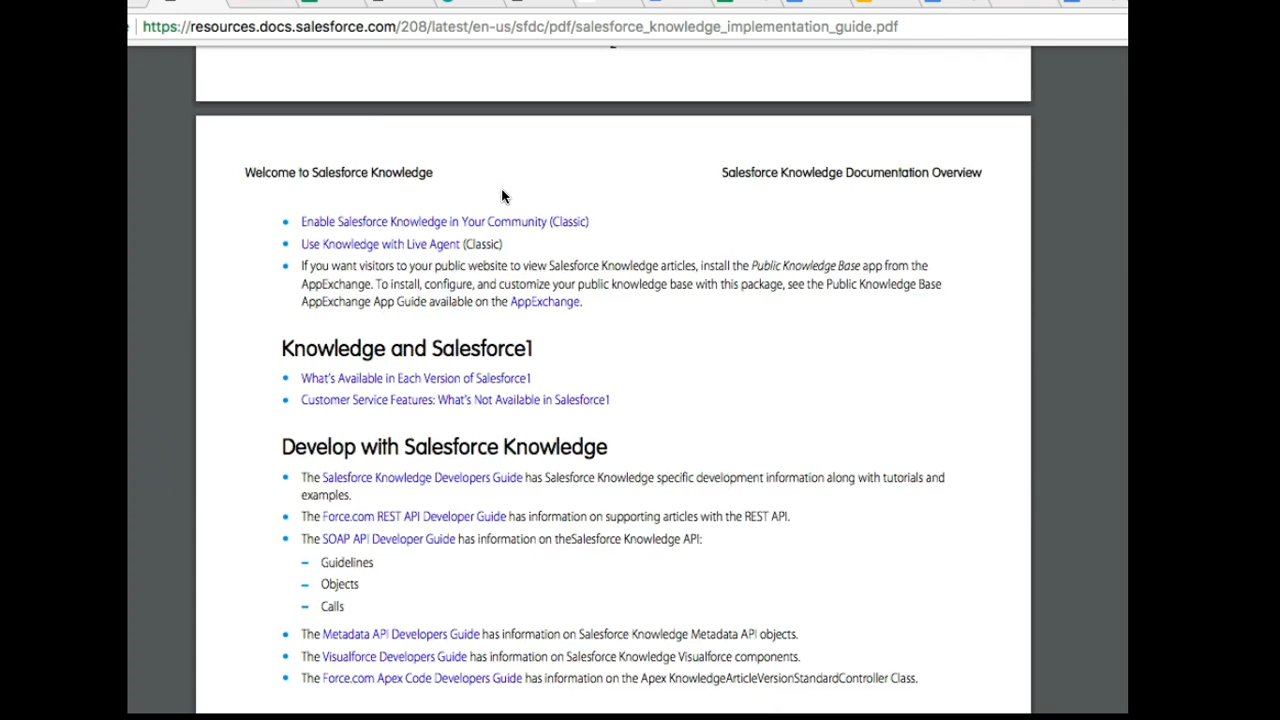 https://resources.docs.salesforce.com/208/latest/en-us/sfdc/pdf/salesforce_knowledge_implementation_guide.pdf
Welcome to Salesforce Knowledge
Salesforce Knowledge Documentation Overview
• Enable Salesforce Knowledge in Your Community (Classic)
• Use Knowledge with Live Agent (Classic)
• If you want visitors to your public website to view Salesforce Knowledge articles, install the Public Knowledge Base app from the
AppExchange. To install, configure, and customize your public knowledge base with this package, see the Public Knowledge Base
AppExchange App Guide available on the AppExchange.
Knowledge and Salesforce1
• What's Available in Each Version of Salesforce1
• Customer Service Features: What's Not Available in Salesforce1
Develop with Salesforce Knowledge
• The Salesforce Knowledge Developers Guide has Salesforce Knowledge specific development information along with tutorials and
examples.
• The Force.com REST API Developer Guide has information on supporting articles with the REST API.
• The SOAP API Developer Guide has information on theSalesforce Knowledge API:
– Guidelines
– Objects
– Calls
• The Metadata API Developers Guide has information on Salesforce Knowledge Metadata API objects.
• The Visualforce Developers Guide has information on Salesforce Knowledge Visualforce components.
• The Force.com Apex Code Developers Guide has information on the Apex KnowledgeArticleVersionStandardController Class.